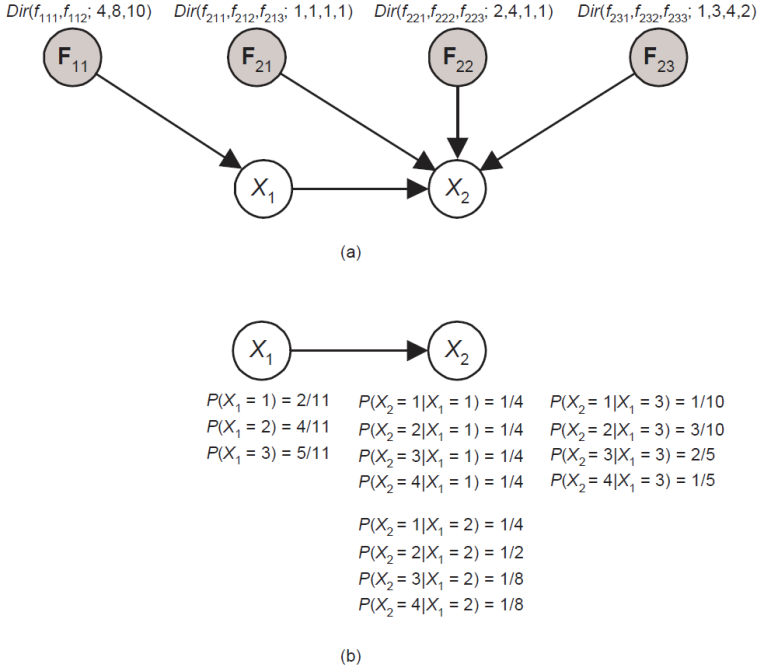 Dir(f₁₁₁,f₁₁₂; 4,8,10) Dir(f₂₁₁,f₂₁₂,f₂₁₃; 1,1,1,1) Dir(f₂₂₁,f₂₂₂,f₂₂₃; 2,4,1,1) Dir(f₂₃₁,f₂₃₂,f₂₃₃; 1,3,4,2)
F₁₁ F₂₁ F₂₂ F₂₃
X₁ X₂
(a)
X₁ X₂
P(X₁ = 1) = 2/11
P(X₁ = 2) = 4/11
P(X₁ = 3) = 5/11
P(X₂ = 1|X₁ = 1) = 1/4
P(X₂ = 2|X₁ = 1) = 1/4
P(X₂ = 3|X₁ = 1) = 1/4
P(X₂ = 4|X₁ = 1) = 1/4
P(X₂ = 1|X₁ = 2) = 1/4
P(X₂ = 2|X₁ = 2) = 1/2
P(X₂ = 3|X₁ = 2) = 1/8
P(X₂ = 4|X₁ = 2) = 1/8
P(X₂ = 1|X₁ = 3) = 1/10
P(X₂ = 2|X₁ = 3) = 3/10
P(X₂ = 3|X₁ = 3) = 2/5
P(X₂ = 4|X₁ = 3) = 1/5
(b)